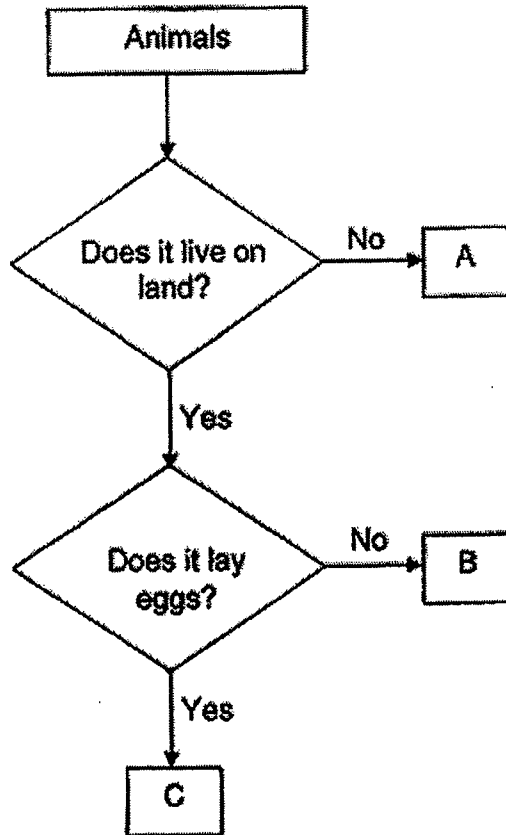 Animals
Does it live on
land?
No
A
Yes
Does it lay
eggs?
No
B
Yes
C